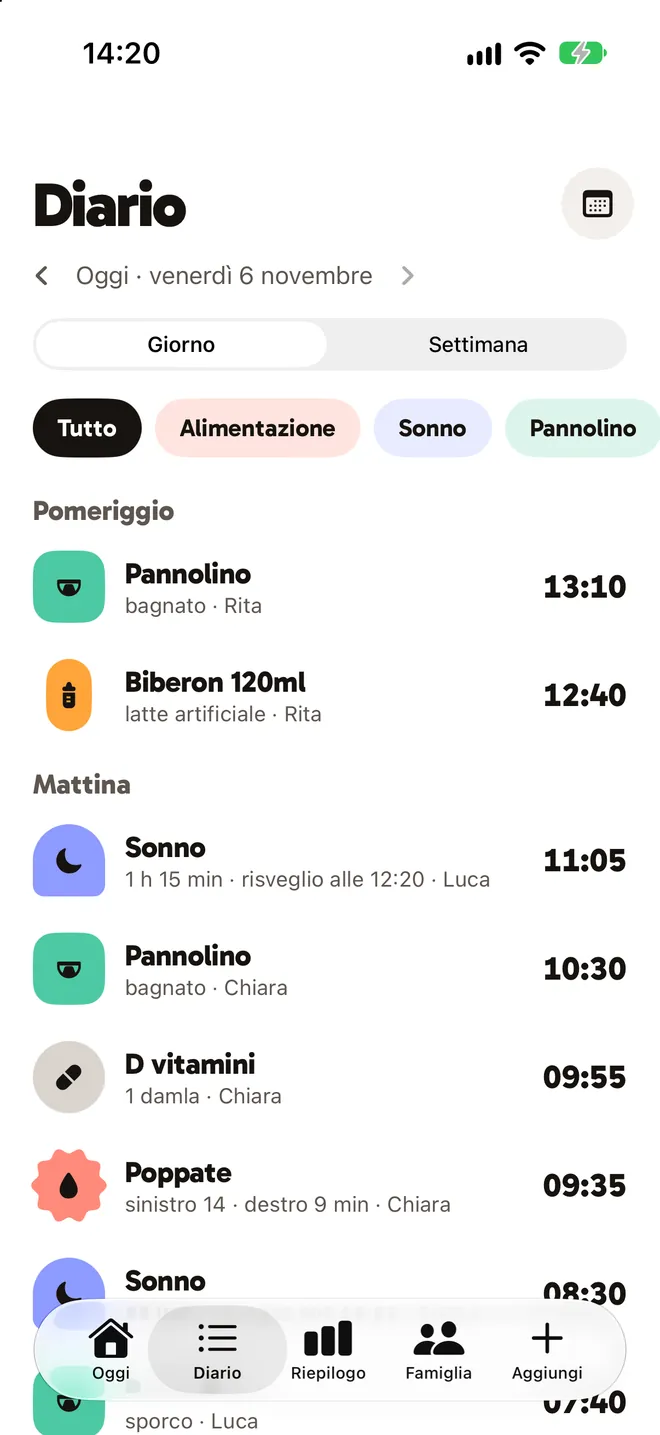 14:20
Diario
Oggi · venerdì 6 novembre
Giorno Settimana
Tutto Alimentazione Sonno Pannolino
Pomeriggio
Pannolino 13:10
bagnato · Rita
Biberon 120ml 12:40
latte artificiale · Rita
Mattina
Sonno 11:05
1 h 15 min · risveglio alle 12:20 · Luca
Pannolino 10:30
bagnato · Chiara
D vitamini 09:55
1 damla · Chiara
Poppate 09:35
sinistro 14 · destro 9 min · Chiara
Sonno 08:30
07:40
sporco · Luca
Oggi Diario Riepilogo Famiglia Aggiungi